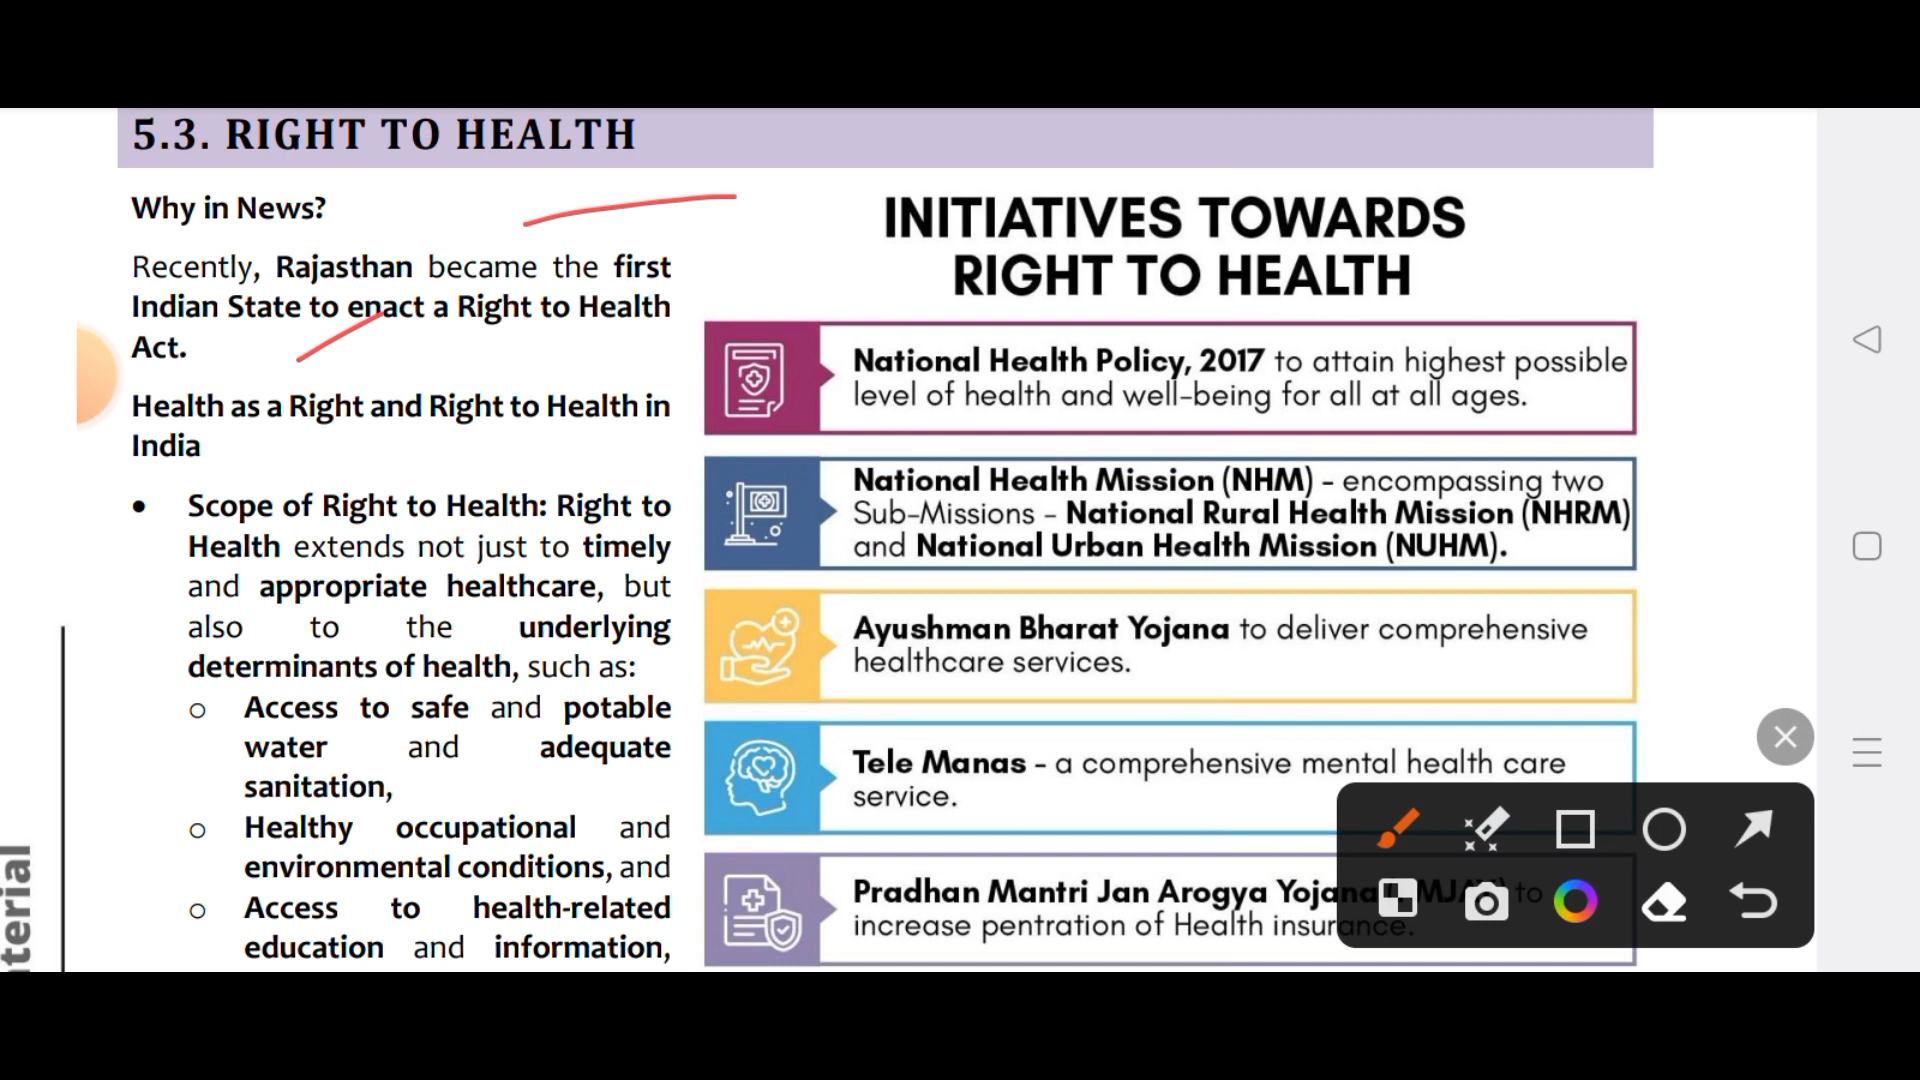 5.3. RIGHT TO HEALTH
Why in News?
Recently, Rajasthan became the first
Indian State to enact a Right to Health
Act.
Health as a Right and Right to Health in
India
• Scope of Right to Health: Right to
Health extends not just to timely
and appropriate healthcare, but
also to the underlying
determinants of health, such as:
o Access to safe and potable
water and adequate
sanitation,
o Healthy occupational and
environmental conditions, and
o Access to health-related
education and information,
INITIATIVES TOWARDS
RIGHT TO HEALTH
National Health Policy, 2017 to attain highest possible
level of health and well-being for all at all ages.
National Health Mission (NHM) - encompassing two
Sub-Missions - National Rural Health Mission (NHRM)
and National Urban Health Mission (NUHM).
Ayushman Bharat Yojana to deliver comprehensive
healthcare services.
Tele Manas - a comprehensive mental health care
service.
Pradhan Mantri Jan Arogya Yojana to
increase pentration of Health insurance.
terial